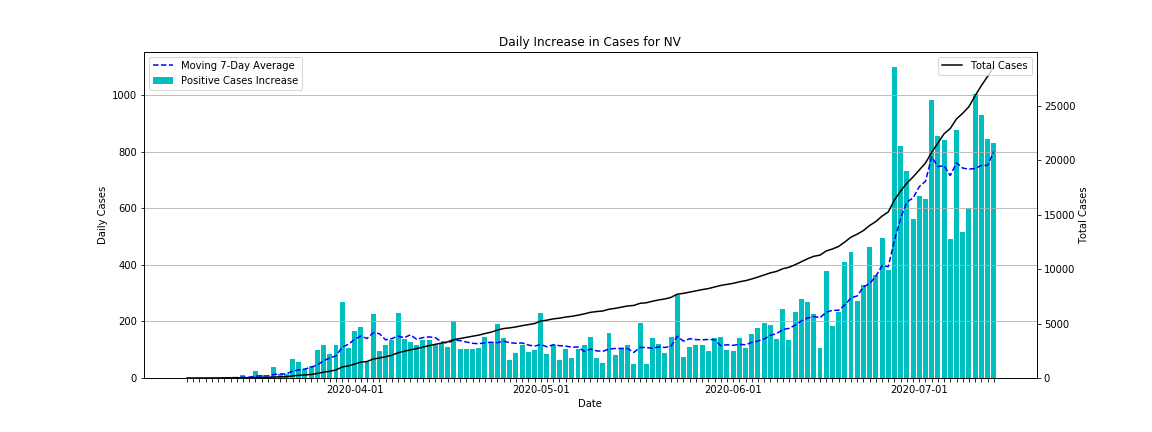 Daily Increase in Cases for NV
Moving 7-Day Average
Positive Cases Increase
Total Cases
Daily Cases
1000
800
600
400
200
0
25000
20000
15000
10000
5000
0
Total Cases
2020-04-01
2020-05-01
2020-06-01
2020-07-01
Date